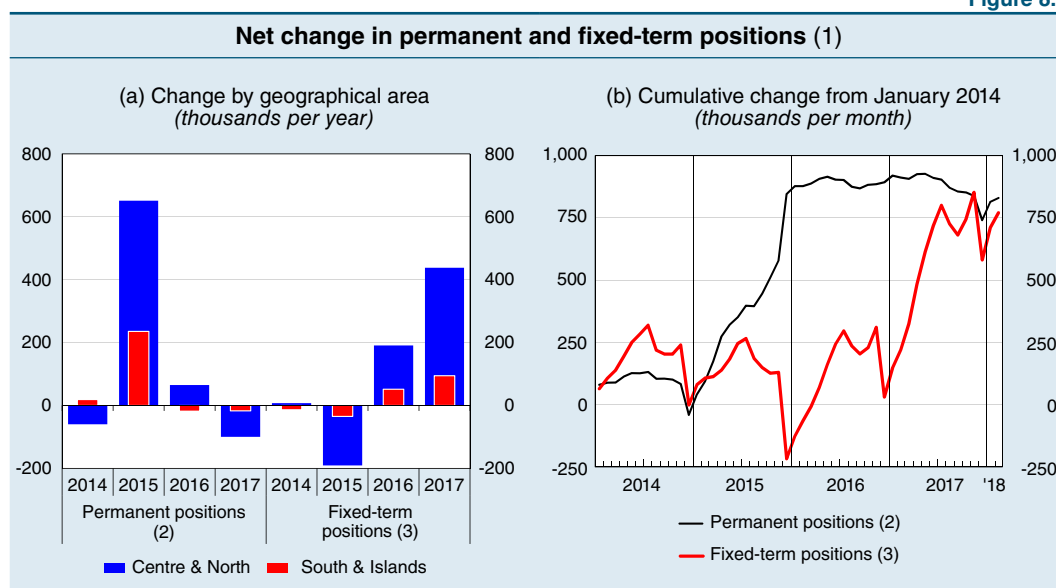 Figure 8.
Net change in permanent and fixed-term positions (1)
(a) Change by geographical area
(thousands per year)
800
600
400
200
0
-200
800
600
400
200
0
-200
2014 2015 2016 2017 2014 2015 2016 2017
Permanent positions
(2)
Fixed-term
positions (3)
Centre & North South & Islands
(b) Cumulative change from January 2014
(thousands per month)
1,000
750
500
250
0
-250
1,000
750
500
250
0
-250
2014 2015 2016 2017 '18
Permanent positions (2)
Fixed-term positions (3)